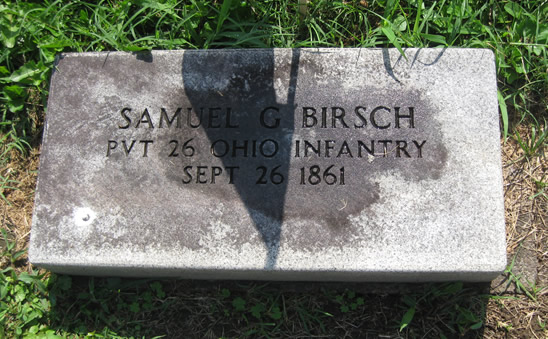 SAMUEL G BIRSCH
PVT 26 OHIO INFANTRY
SEPT 26 1861